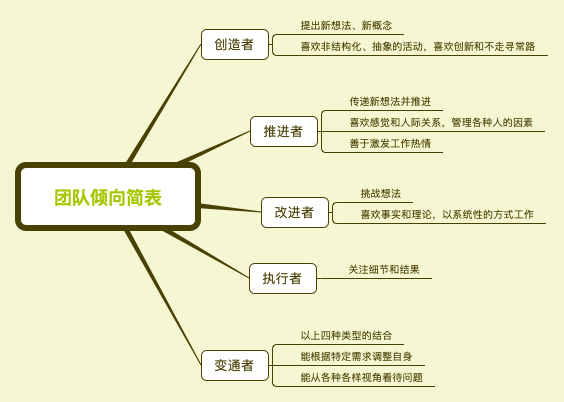 团队倾向简表
创造者
提出新想法、新概念
喜欢非结构化、抽象的活动，喜欢创新和不走寻常路
推进者
传递新想法并推进
喜欢感觉和人际关系，管理各种人的因素
善于激发工作热情
改进者
挑战想法
喜欢事实和理论，以系统性的方式工作
执行者
关注细节和结果
变通者
以上四种类型的结合
能根据特定需求调整自身
能从各种各样视角看待问题